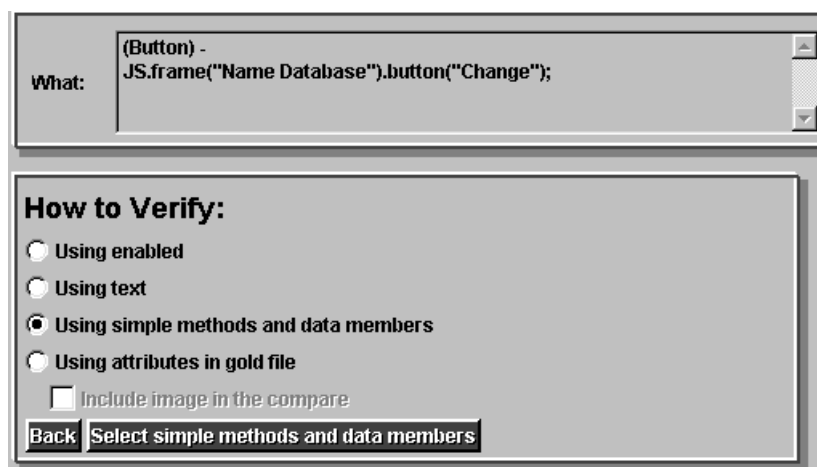 What:
(Button) -
JS.frame("Name Database").button("Change");
How to Verify:
Using enabled
Using text
Using simple methods and data members
Using attributes in gold file
Include image in the compare
Back Select simple methods and data members